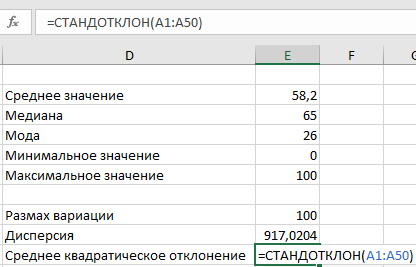 fx =СТАНДОТКЛОН(A1:A50)
D E F G
Среднее значение 58,2
Медиана 65
Мода 26
Минимальное значение 0
Максимальное значение 100
Размах вариации 100
Дисперсия 917,0204
Среднее квадратическое отклонение =СТАНДОТКЛОН(A1:A50)